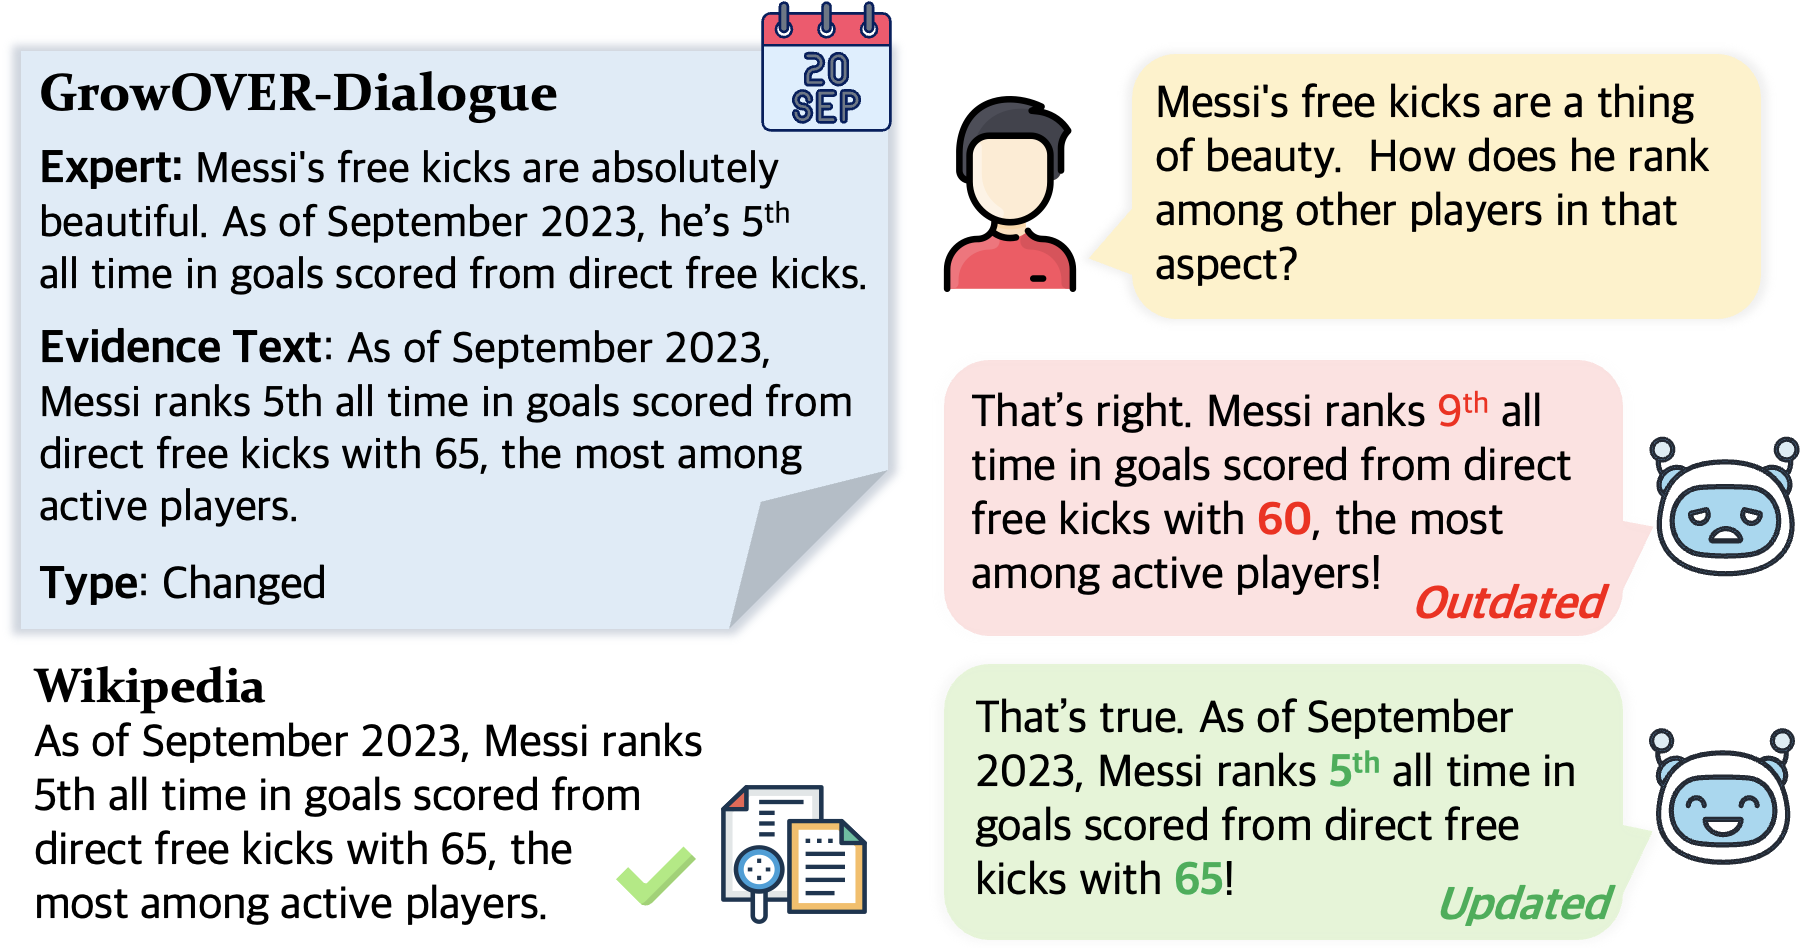 GrowOVER-Dialogue
20
SEP
Expert: Messi's free kicks are absolutely
beautiful. As of September 2023, he’s 5th
all time in goals scored from direct free kicks.
Evidence Text: As of September 2023,
Messi ranks 5th all time in goals scored from
direct free kicks with 65, the most among
active players.
Type: Changed
Wikipedia
As of September 2023, Messi ranks
5th all time in goals scored from
direct free kicks with 65, the
most among active players.
Messi's free kicks are a thing
of beauty.  How does he rank
among other players in that
aspect?
That’s right. Messi ranks 9th all
time in goals scored from direct
free kicks with 60, the most
among active players!
Outdated
That’s true. As of September
2023, Messi ranks 5th all time in
goals scored from direct free
kicks with 65!
Updated